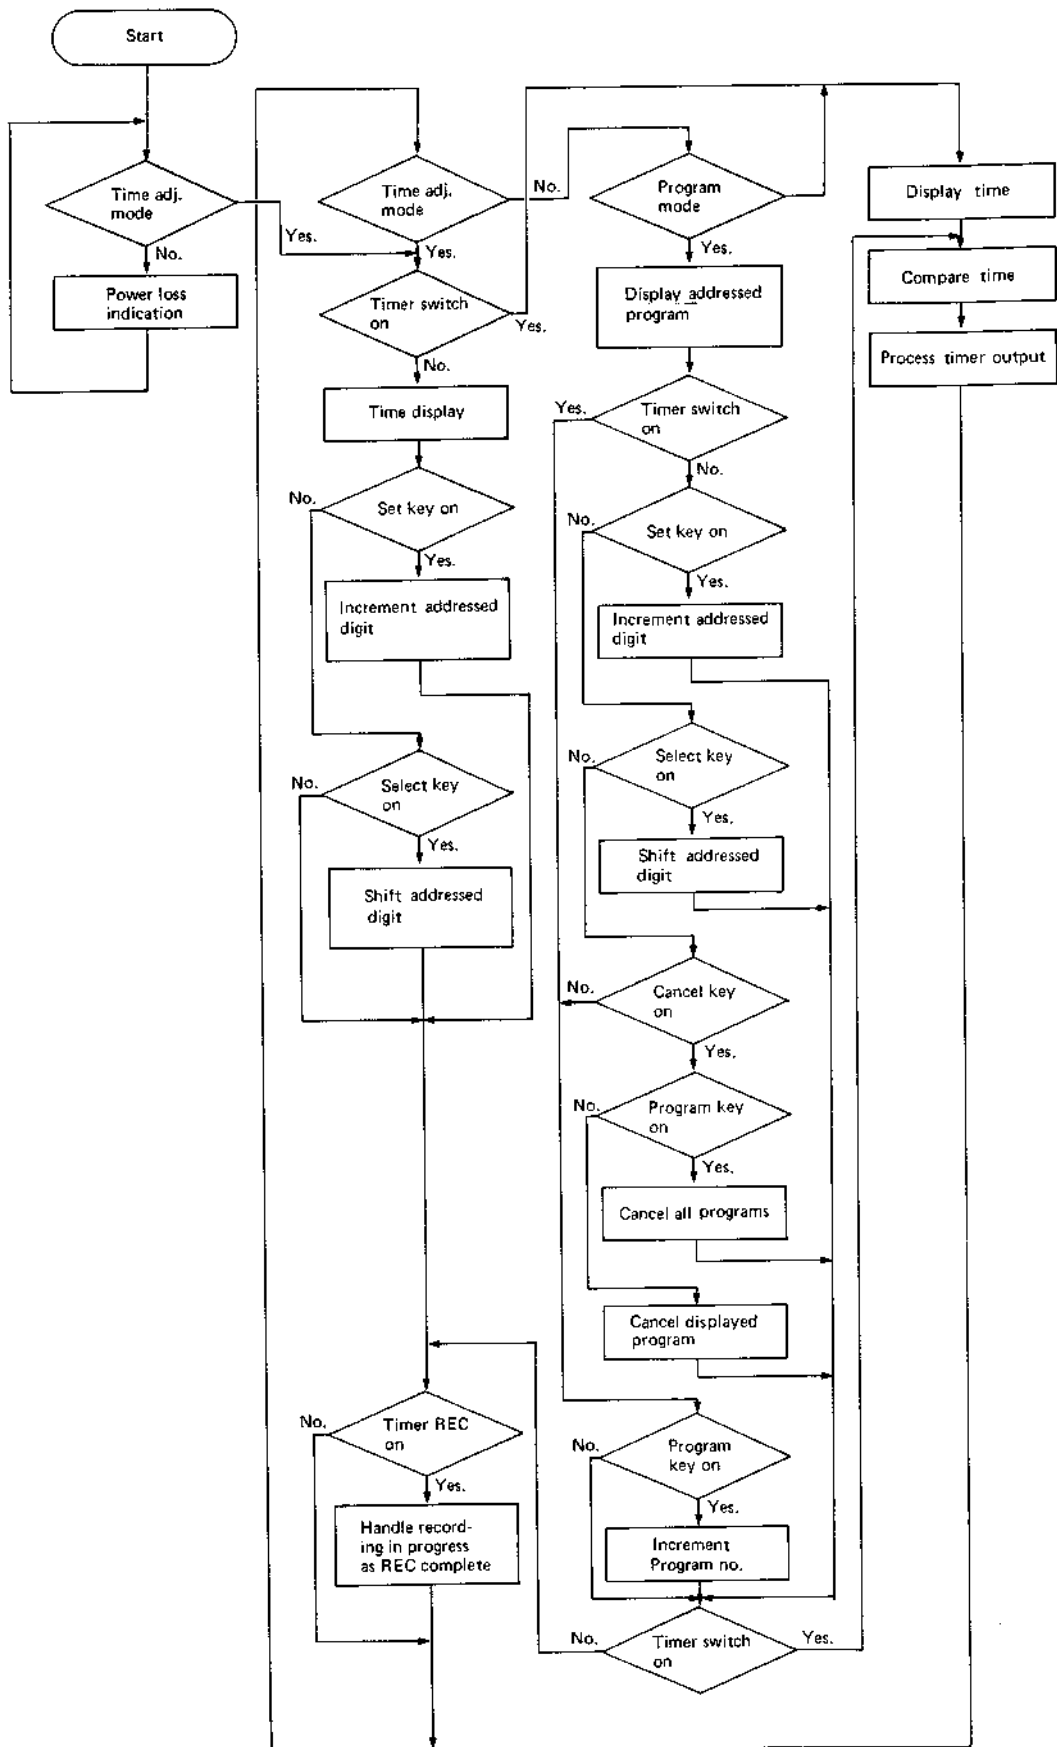 Start
Time adj.
mode
Yes.
No.
Power loss
indication
Time adj.
mode
No.
Yes.
Timer switch
on
Yes.
No.
Time display
Set key on
No.
Yes.
Increment addressed
digit
Select key
on
No.
Yes.
Shift addressed
digit
Timer REC
on
No.
Yes.
Handle record-
ing in progress
as REC complete
Program
mode
Yes.
Display addressed
program
Timer switch
on
Yes.
No.
Set key on
No.
Yes.
Increment addressed
digit
Select key
on
No.
Yes.
Shift addressed
digit
Cancel key
on
No.
Yes.
Program key
on
No.
Yes.
Cancel all programs
Cancel displayed
program
Program
key on
No.
Yes.
Increment
Program no.
Timer switch
on
No.
Yes.
Display time
Compare time
Process timer output